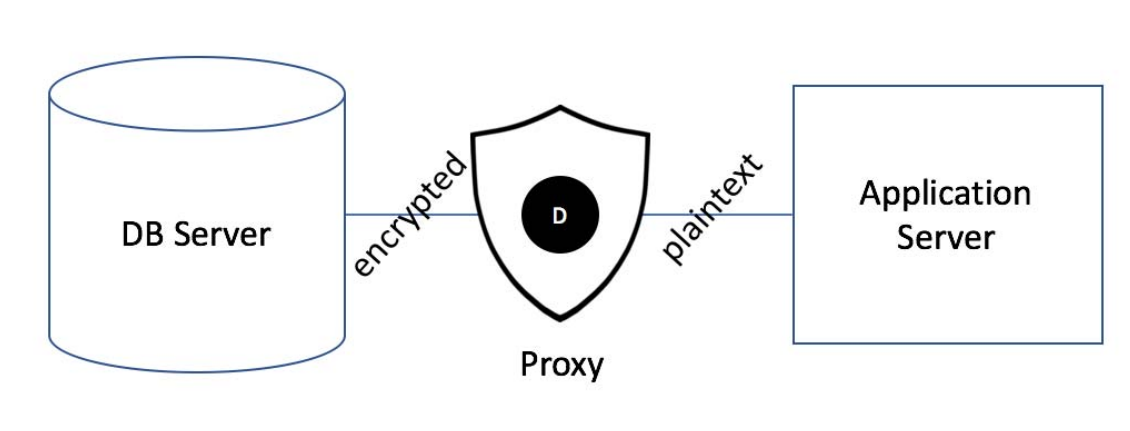 DB Server
encrypted
D
plaintext
Application
Server
Proxy